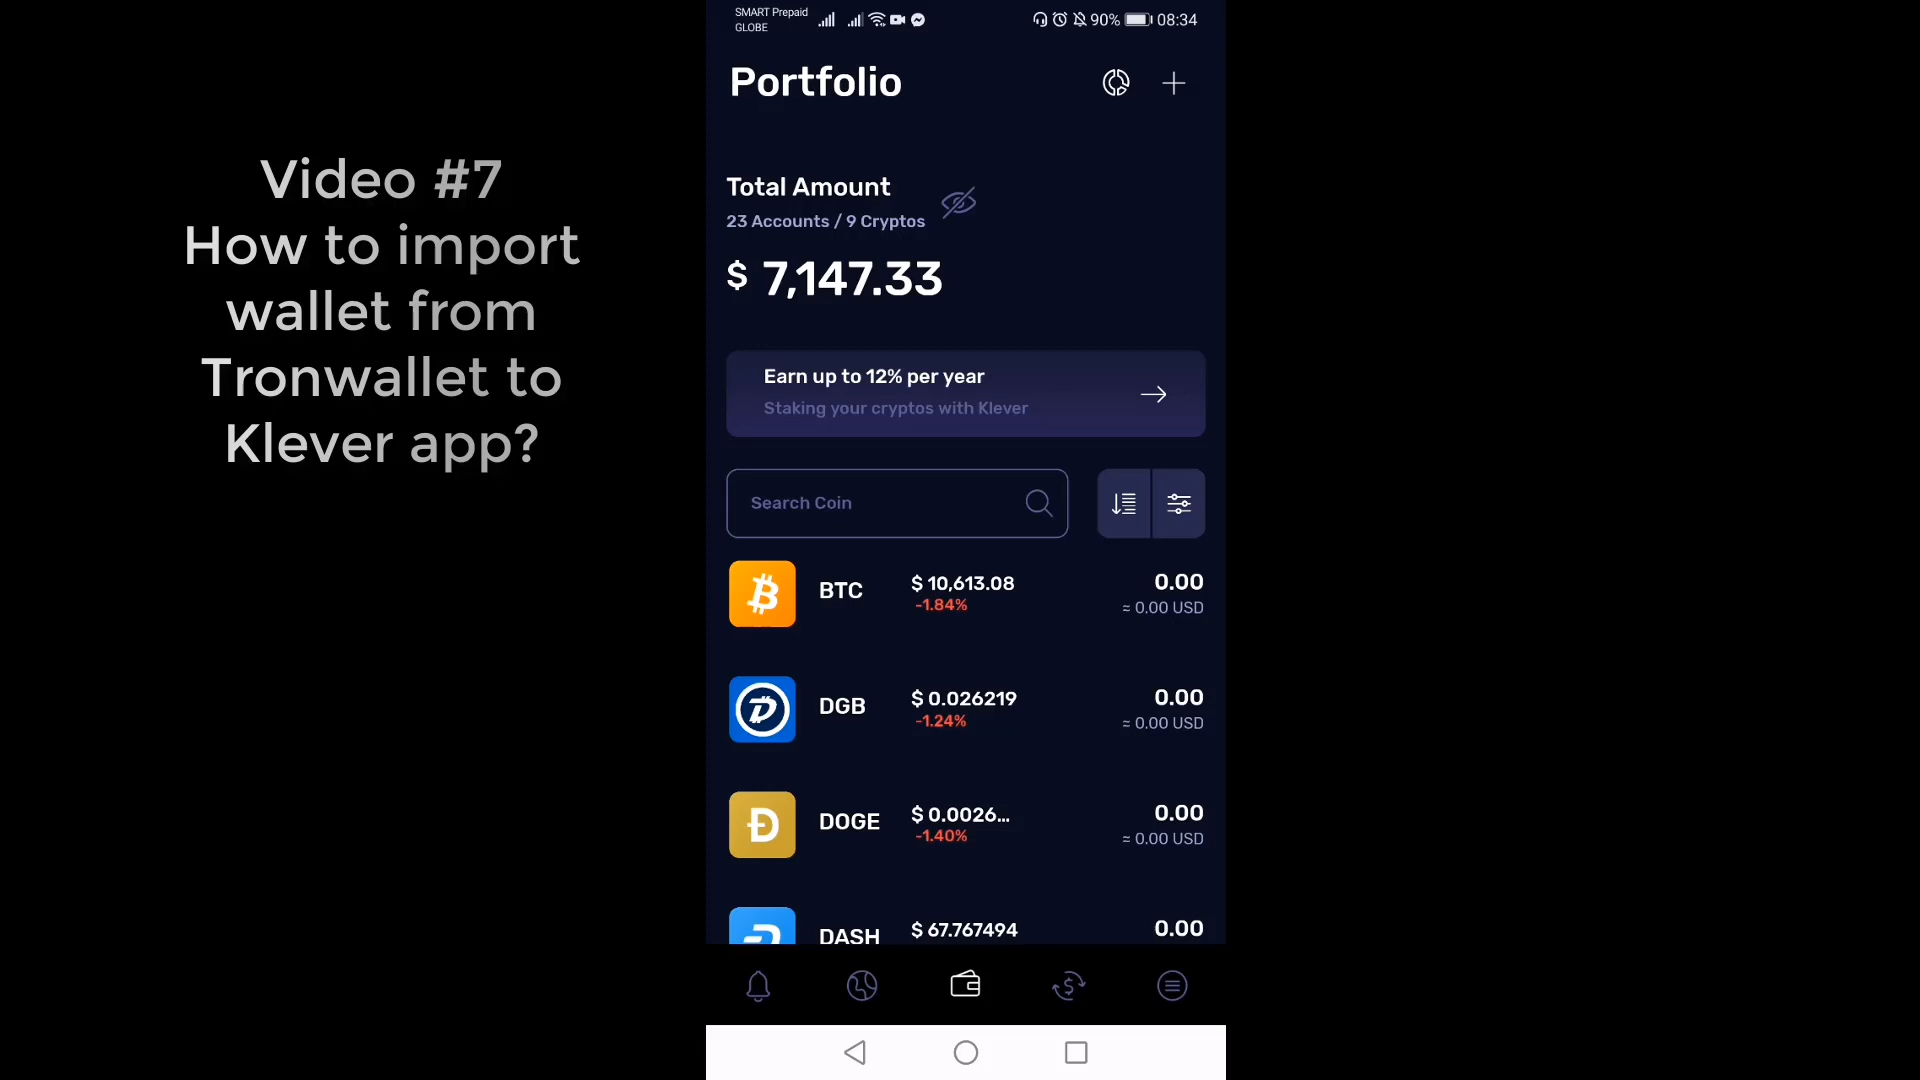 SMART Prepaid
GLOBE
90% 08:34
Portfolio
Video #7
How to import
wallet from
Tronwallet to
Klever app?
Total Amount
23 Accounts / 9 Cryptos
$ 7,147.33
Earn up to 12% per year
Staking your cryptos with Klever
Search Coin
BTC $ 10,613.08 0.00
-1.84% ≈ 0.00 USD
DGB $ 0.026219 0.00
-1.24% ≈ 0.00 USD
DOGE $ 0.0026... 0.00
-1.40% ≈ 0.00 USD
DASH $ 67.767494 0.00